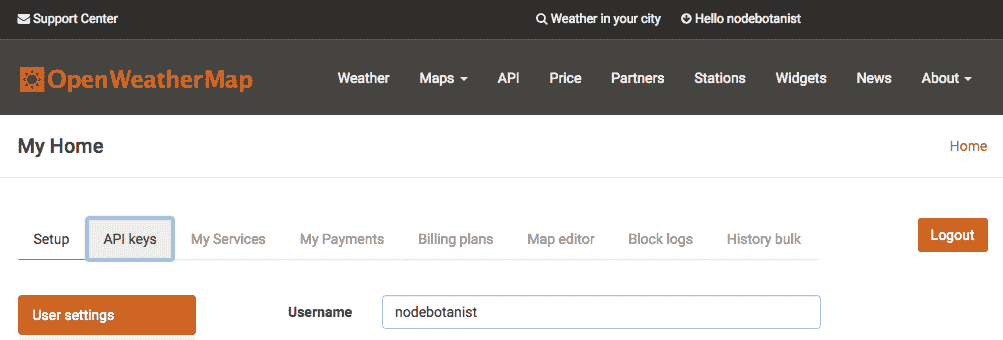 Support Center Weather in your city Hello nodebotanist
OpenWeatherMap Weather Maps API Price Partners Stations Widgets News About
My Home Home
Setup API keys My Services My Payments Billing plans Map editor Block logs History bulk Logout
User settings Username nodebotanist